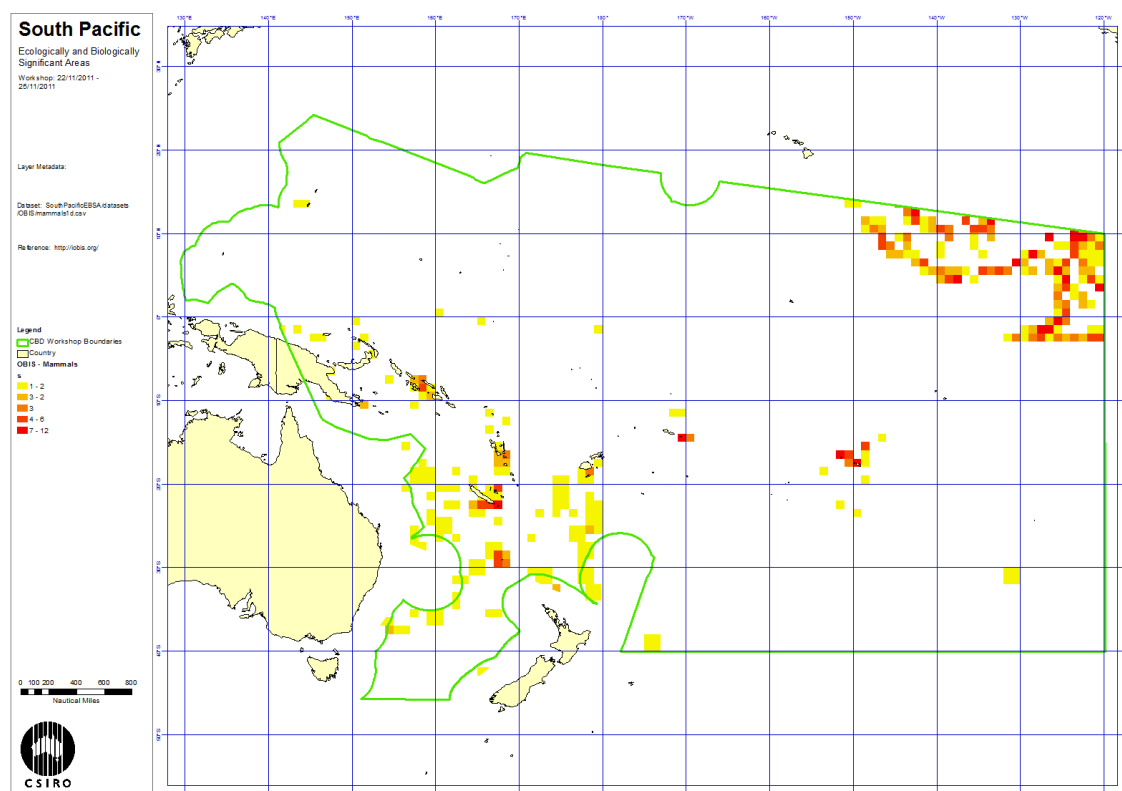 South Pacific
Ecologically and Biologically
Significant Areas
Workshop: 22/11/2011 -
25/11/2011
Layer Metadata:
Dataset: SouthPacificEBSA/datasets
/OBIS/mammals1d.csv
Reference: http://iobis.org/
Legend
CBD Workshop Boundaries
Country
OBIS - Mammals
s
1 - 2
3 - 2
3
4 - 6
7 - 12
0 100 200 400 600 800
Nautical Miles
CSIRO
130°E 140°E 150°E 160°E 170°E 180° 170°W 160°W 150°W 140°W 130°W 120°W